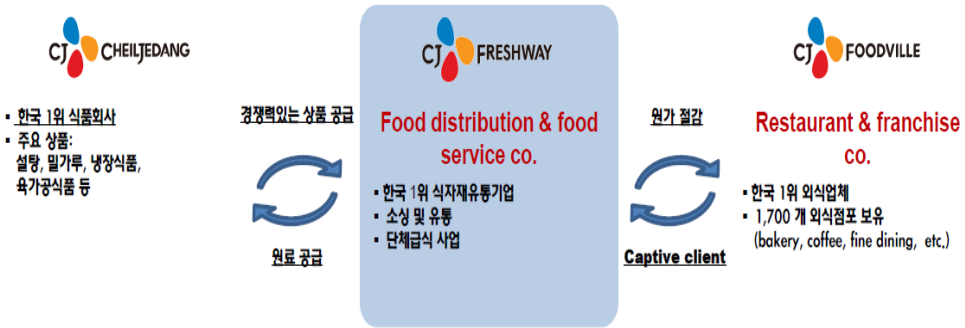 CJ CHEILJEDANG
▪ 한국 1위 식품회사
▪ 주요 상품:
설탕, 밀가루, 냉장식품,
육가공식품 등
경쟁력있는 상품 공급
원료 공급
CJ FRESHWAY
Food distribution & food
service co.
▪ 한국 1위 식자재유통기업
▪ 소싱 및 유통
▪ 단체급식 사업
원가 절감
Captive client
CJ FOODVILLE
Restaurant & franchise
co.
▪ 한국 1위 외식업체
▪ 1,700 개 외식점포 보유
(bakery, coffee, fine dining, etc.)